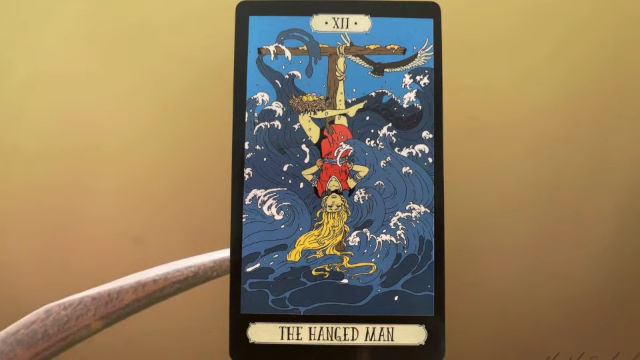 • XII •
THE HANGED MAN